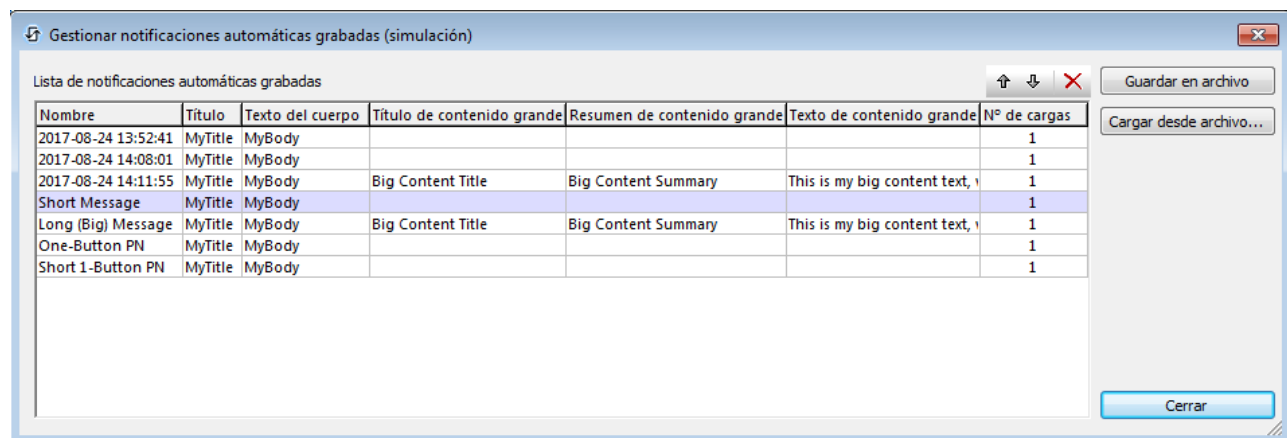 Gestionar notificaciones automáticas grabadas (simulación)
Lista de notificaciones automáticas grabadas
Guardar en archivo
Cargar desde archivo...
Nombre Título Texto del cuerpo Título de contenido grande Resumen de contenido grande Texto de contenido grande Nº de cargas
2017-08-24 13:52:41 MyTitle MyBody 1
2017-08-24 14:08:01 MyTitle MyBody 1
2017-08-24 14:11:55 MyTitle MyBody Big Content Title Big Content Summary This is my big content text, 1
Short Message MyTitle MyBody 1
Long (Big) Message MyTitle MyBody Big Content Title Big Content Summary This is my big content text, 1
One-Button PN MyTitle MyBody 1
Short 1-Button PN MyTitle MyBody 1
Cerrar